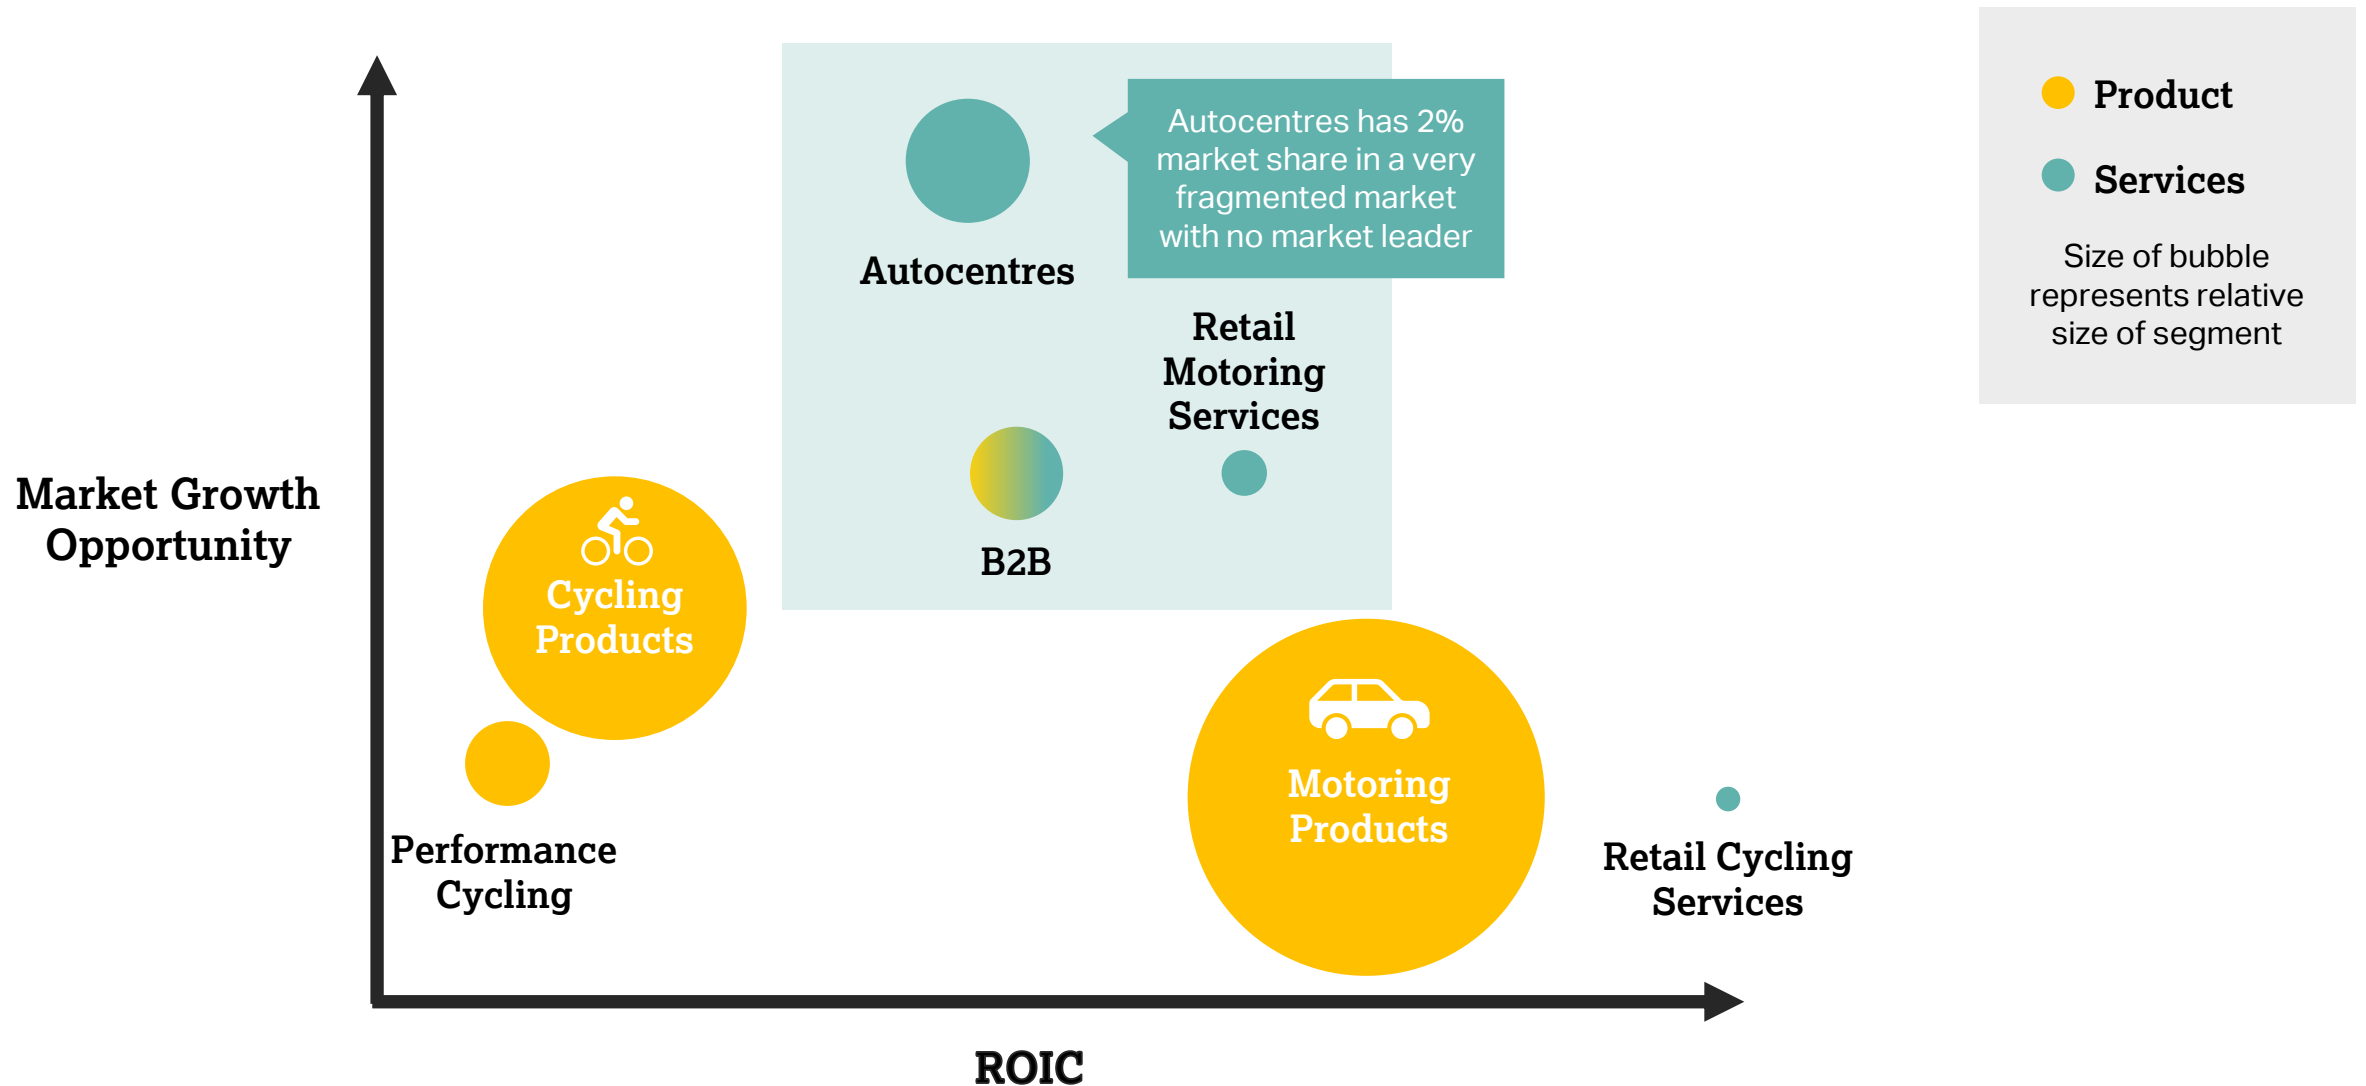 Product
Services
Size of bubble
represents relative
size of segment
Autocentres has 2%
market share in a very
fragmented market
with no market leader
Autocentres
Retail
Motoring
Services
B2B
Market Growth
Opportunity
Cycling
Products
Performance
Cycling
Motoring
Products
Retail Cycling
Services
ROIC